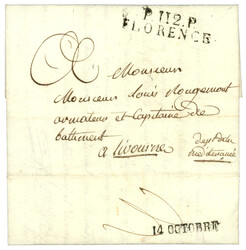 P.112.P.
FLORENCE
A Monsieur
Monsieur Louis Rougemont
armateur et Capitaine de
batiment
a Livourne
14 OCTOBRE